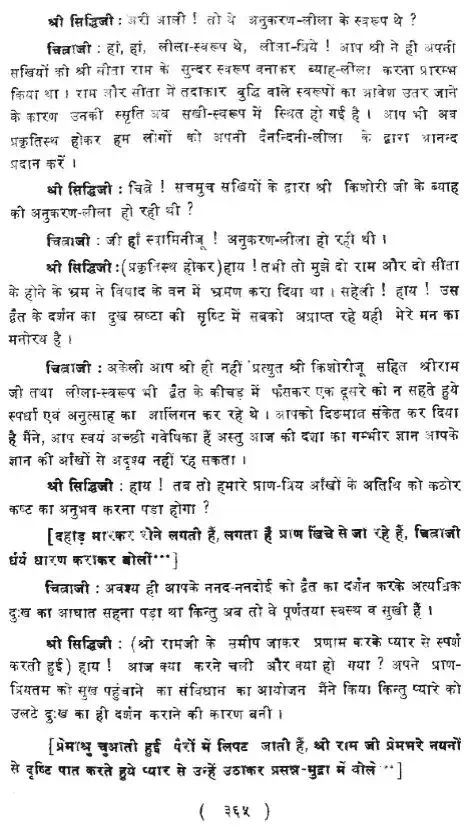 श्री सिद्धिजी : अरी आली ! तो ये अनुकरण-लीला के स्वरूप थे ?
चित्राजी : हां, हां, लीला-स्वरूप थे, लीला-प्रिये ! आप श्री ने ही अपनी
सखियों को श्री सीता राम के सुन्दर स्वरूप बनाकर ब्याह-लीला करना प्रारम्भ
किया था । राम और सीता में तदाकार बुद्धि वाले स्वरूपों का आवेश उतर जाने
के कारण उनकी स्मृति अब सखी-स्वरूप में स्थित हो गई है । आप भी अब
प्रकृतिस्थ होकर हम लोगों को अपनी दैनन्दिनी-लीला के द्वारा आनन्द
प्रदान करें ।
श्री सिद्धिजी : चित्रे ! सचमुच सखियों के द्वारा श्री किशोरी जी के ब्याह
की अनुकरण-लीला हो रही थी ?
चित्राजी : जी हाँ स्वामिनीजू ! अनुकरण-लीला हो रही थी ।
श्री सिद्धिजी:(प्रकृतिस्थ होकर)हाय ! तभी तो मुझे दो राम और दो सीता
के होने के भ्रम ने विषाद के वन में भ्रमण करा दिया था । सहेली ! हाय ! उस
द्वैत के दर्शन का दुख स्रष्टा की सृष्टि में सबको अप्राप्त रहे यही मेरे मन का
मनोरथ है ।
चित्राजी : अकेली आप श्री ही नहीं प्रत्युत श्री किशोरीजू सहित श्रीराम
जी तथा लीला-स्वरूप भी द्वैत के कीचड़ में फंसकर एक दूसरे को न सहते हुये
स्पर्धा एवं अनुत्साह का आलिंगन कर रहे थे । आपको दिङमात्र संकेत कर दिया
है मैंने, आप स्वयं अच्छी गवेषिका हैं अस्तु आज की दशा का गम्भीर ज्ञान आपके
ज्ञान की आँखों से अदृश्य नहीं रह सकता ।
श्री सिद्धिजी : हाय ! तब तो हमारे प्राण-प्रिय आँखों के अतिथि को कठोर
कष्ट का अनुभव करना पड़ा होगा ?
[दहाड़ मारकर रोने लगती हैं, लगता है प्राण खिंचे से जा रहे हैं, चित्राजी
धैर्य धारण कराकर बोलीं···]
चित्राजी : अवश्य ही आपके ननद-ननदोई को द्वैत का दर्शन करके अत्यधिक
दुःख का आघात सहना पड़ा था किन्तु अब तो वे पूर्णतया स्वस्थ व सुखी हैं ।
श्री सिद्धिजी : (श्री रामजी के समीप जाकर प्रणाम करके प्यार से स्पर्श
करती हुई) हाय ! आज क्या करने चली और क्या हो गया ? अपने प्राण-
प्रियतम को सुख पहुंचाने का संविधान का आयोजन मैंने किया किन्तु प्यारे को
उलटे दुःख का ही दर्शन कराने की कारण बनी ।
[प्रेमाश्रु चुआती हुई पैरों में लिपट जाती हैं, श्री राम जी प्रेमभरे नयनों
से दृष्टि पात करते हुये प्यार से उन्हें उठाकर प्रसन्न-मुद्रा में बोले ···]
( ३६५ )